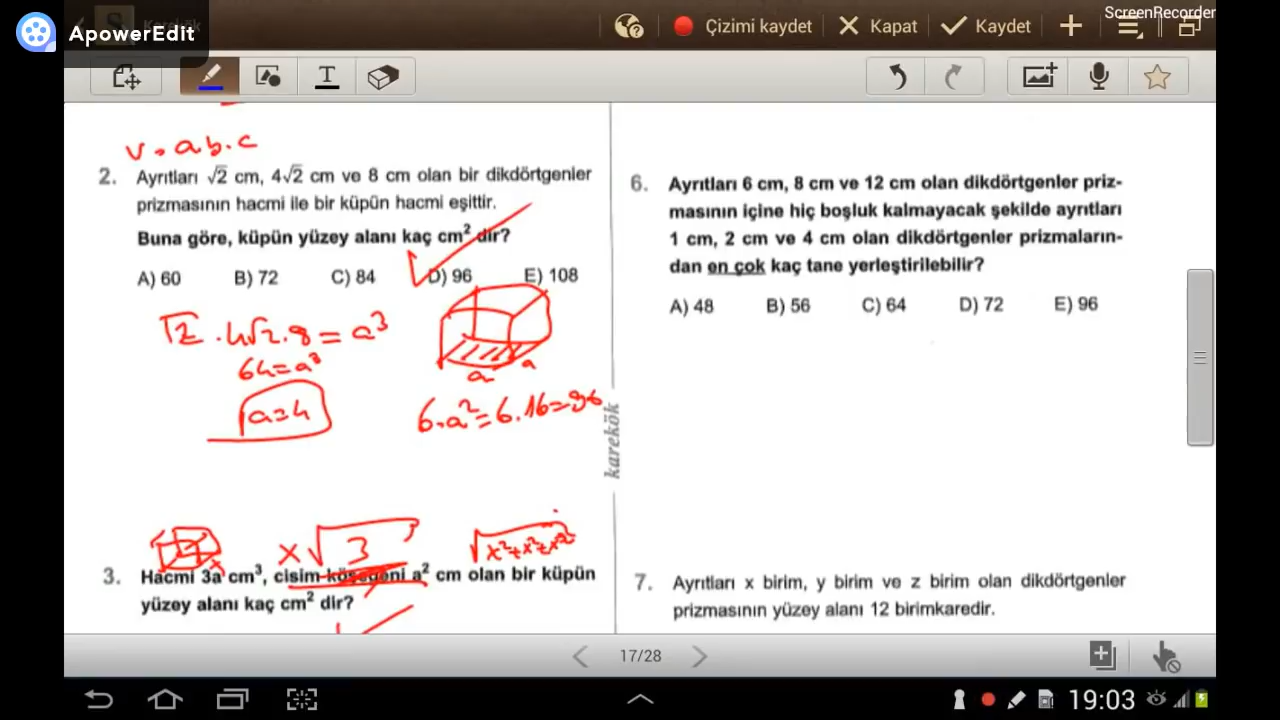 ScreenRecorder
ApowerEdit
Çizimi kaydet
Kapat
Kaydet
T
V = a b . c
2. Ayrıtları √2 cm, 4√2 cm ve 8 cm olan bir dikdörtgenler
prizmasının hacmi ile bir küpün hacmi eşittir.
Buna göre, küpün yüzey alanı kaç cm² dir?
A) 60 B) 72 C) 84 D) 96 E) 108
√2 . 4√2 . 8 = a³
64 = a³
a = 4
a a
6.a² = 6.16 = 96
x√3
√x²+x²+x²
x
3. Hacmi 3a cm³, cisim köşegeni a² cm olan bir küpün
yüzey alanı kaç cm² dir?
karekök
6. Ayrıtları 6 cm, 8 cm ve 12 cm olan dikdörtgenler priz-
masının içine hiç boşluk kalmayacak şekilde ayrıtları
1 cm, 2 cm ve 4 cm olan dikdörtgenler prizmaların-
dan en çok kaç tane yerleştirilebilir?
A) 48 B) 56 C) 64 D) 72 E) 96
7. Ayrıtları x birim, y birim ve z birim olan dikdörtgenler
prizmasının yüzey alanı 12 birimkaredir.
17/28
19:03